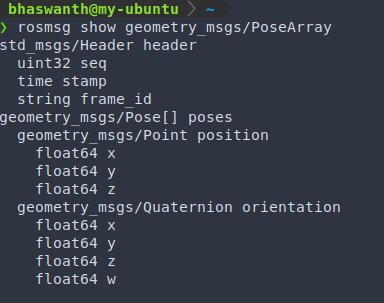 bhaswanth@my-ubuntu ~
❯ rosmsg show geometry_msgs/PoseArray
std_msgs/Header header
  uint32 seq
  time stamp
  string frame_id
geometry_msgs/Pose[] poses
  geometry_msgs/Point position
    float64 x
    float64 y
    float64 z
  geometry_msgs/Quaternion orientation
    float64 x
    float64 y
    float64 z
    float64 w